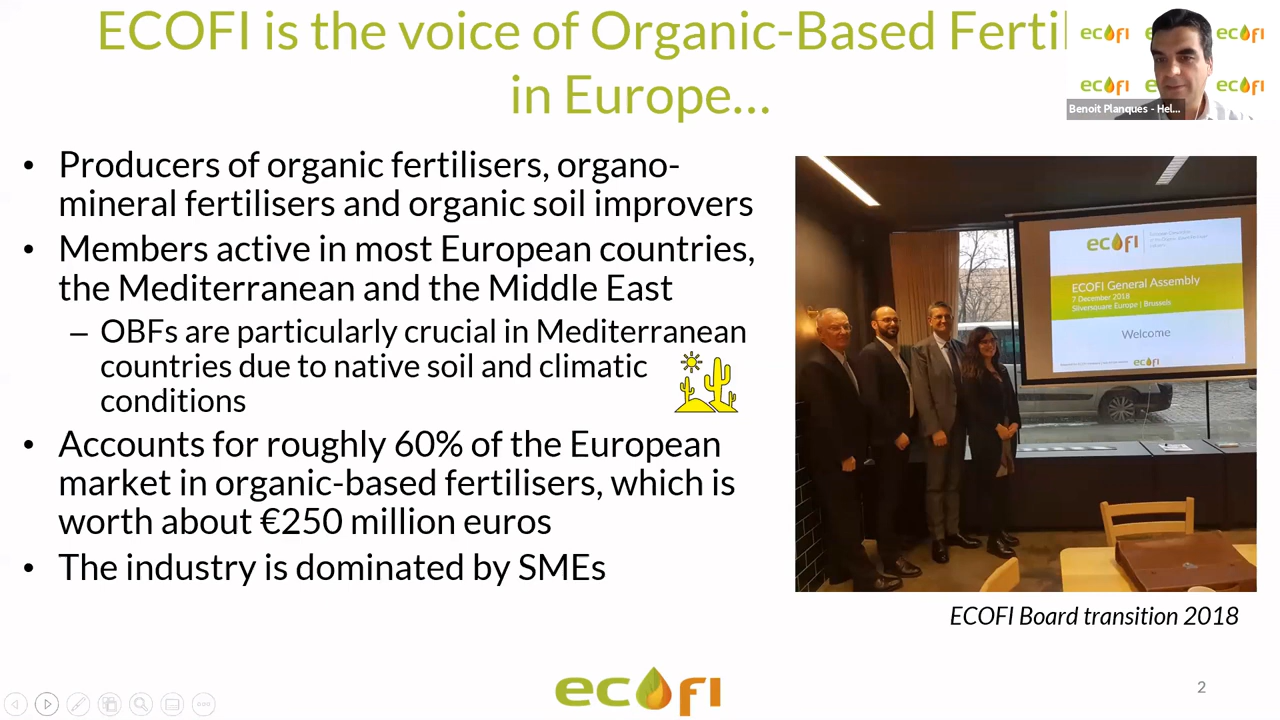 ECOFI is the voice of Organic-Based Fertil
in Europe...
ecofi
ecofi
ecofi
ecofi
Benoit Planques - Hel...
• Producers of organic fertilisers, organo-
mineral fertilisers and organic soil improvers
• Members active in most European countries,
the Mediterranean and the Middle East
– OBFs are particularly crucial in Mediterranean
countries due to native soil and climatic
conditions
• Accounts for roughly 60% of the European
market in organic-based fertilisers, which is
worth about €250 million euros
• The industry is dominated by SMEs
ecofi
ECOFI General Assembly
7 December 2018
Silversquare Europe | Brussels
Welcome
ecofi
ECOFI Board transition 2018
ecofi
2